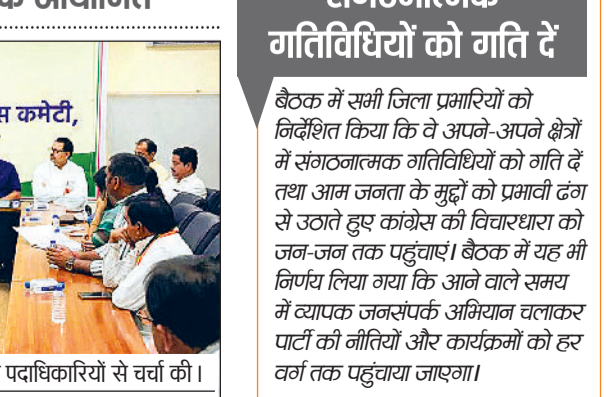 आयोजित
स कमेटी,
पदाधिकारियों से चर्चा की।
संगठनात्मक
गतिविधियों को गति दें
बैठक में सभी जिला प्रभारियों को
निर्देशित किया कि वे अपने-अपने क्षेत्रों
में संगठनात्मक गतिविधियों को गति दें
तथा आम जनता के मुद्दों को प्रभावी ढंग
से उठाते हुए कांग्रेस की विचारधारा को
जन-जन तक पहुंचाएं। बैठक में यह भी
निर्णय लिया गया कि आने वाले समय
में व्यापक जनसंपर्क अभियान चलाकर
पार्टी की नीतियों और कार्यक्रमों को हर
वर्ग तक पहुंचाया जाएगा।